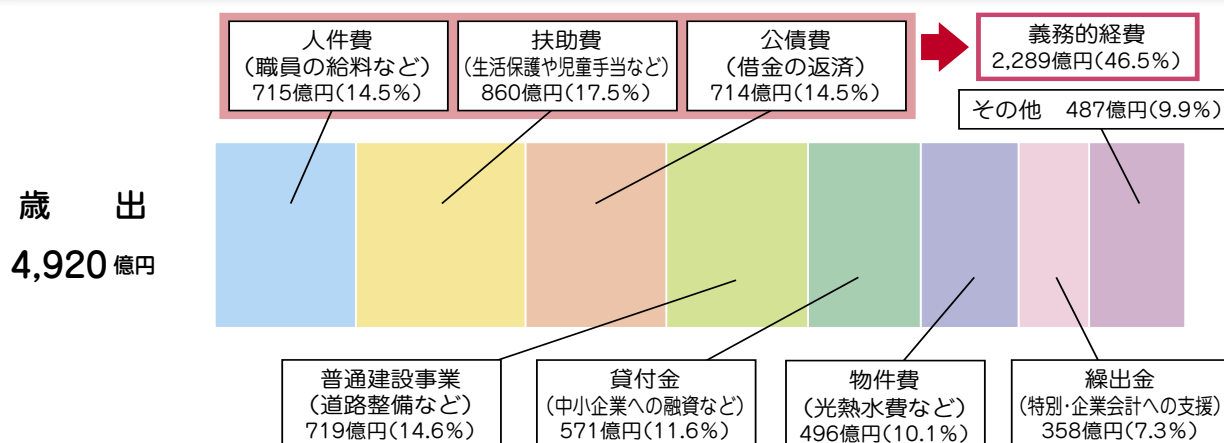 人件費
(職員の給料など)
715億円(14.5%)
扶助費
(生活保護や児童手当など)
860億円(17.5%)
公債費
(借金の返済)
714億円(14.5%)
義務的経費
2,289億円(46.5%)
その他　487億円(9.9%)
歳　出
4,920億円
普通建設事業
(道路整備など)
719億円(14.6%)
貸付金
(中小企業への融資など)
571億円(11.6%)
物件費
(光熱水費など)
496億円(10.1%)
繰出金
(特別・企業会計への支援)
358億円(7.3%)